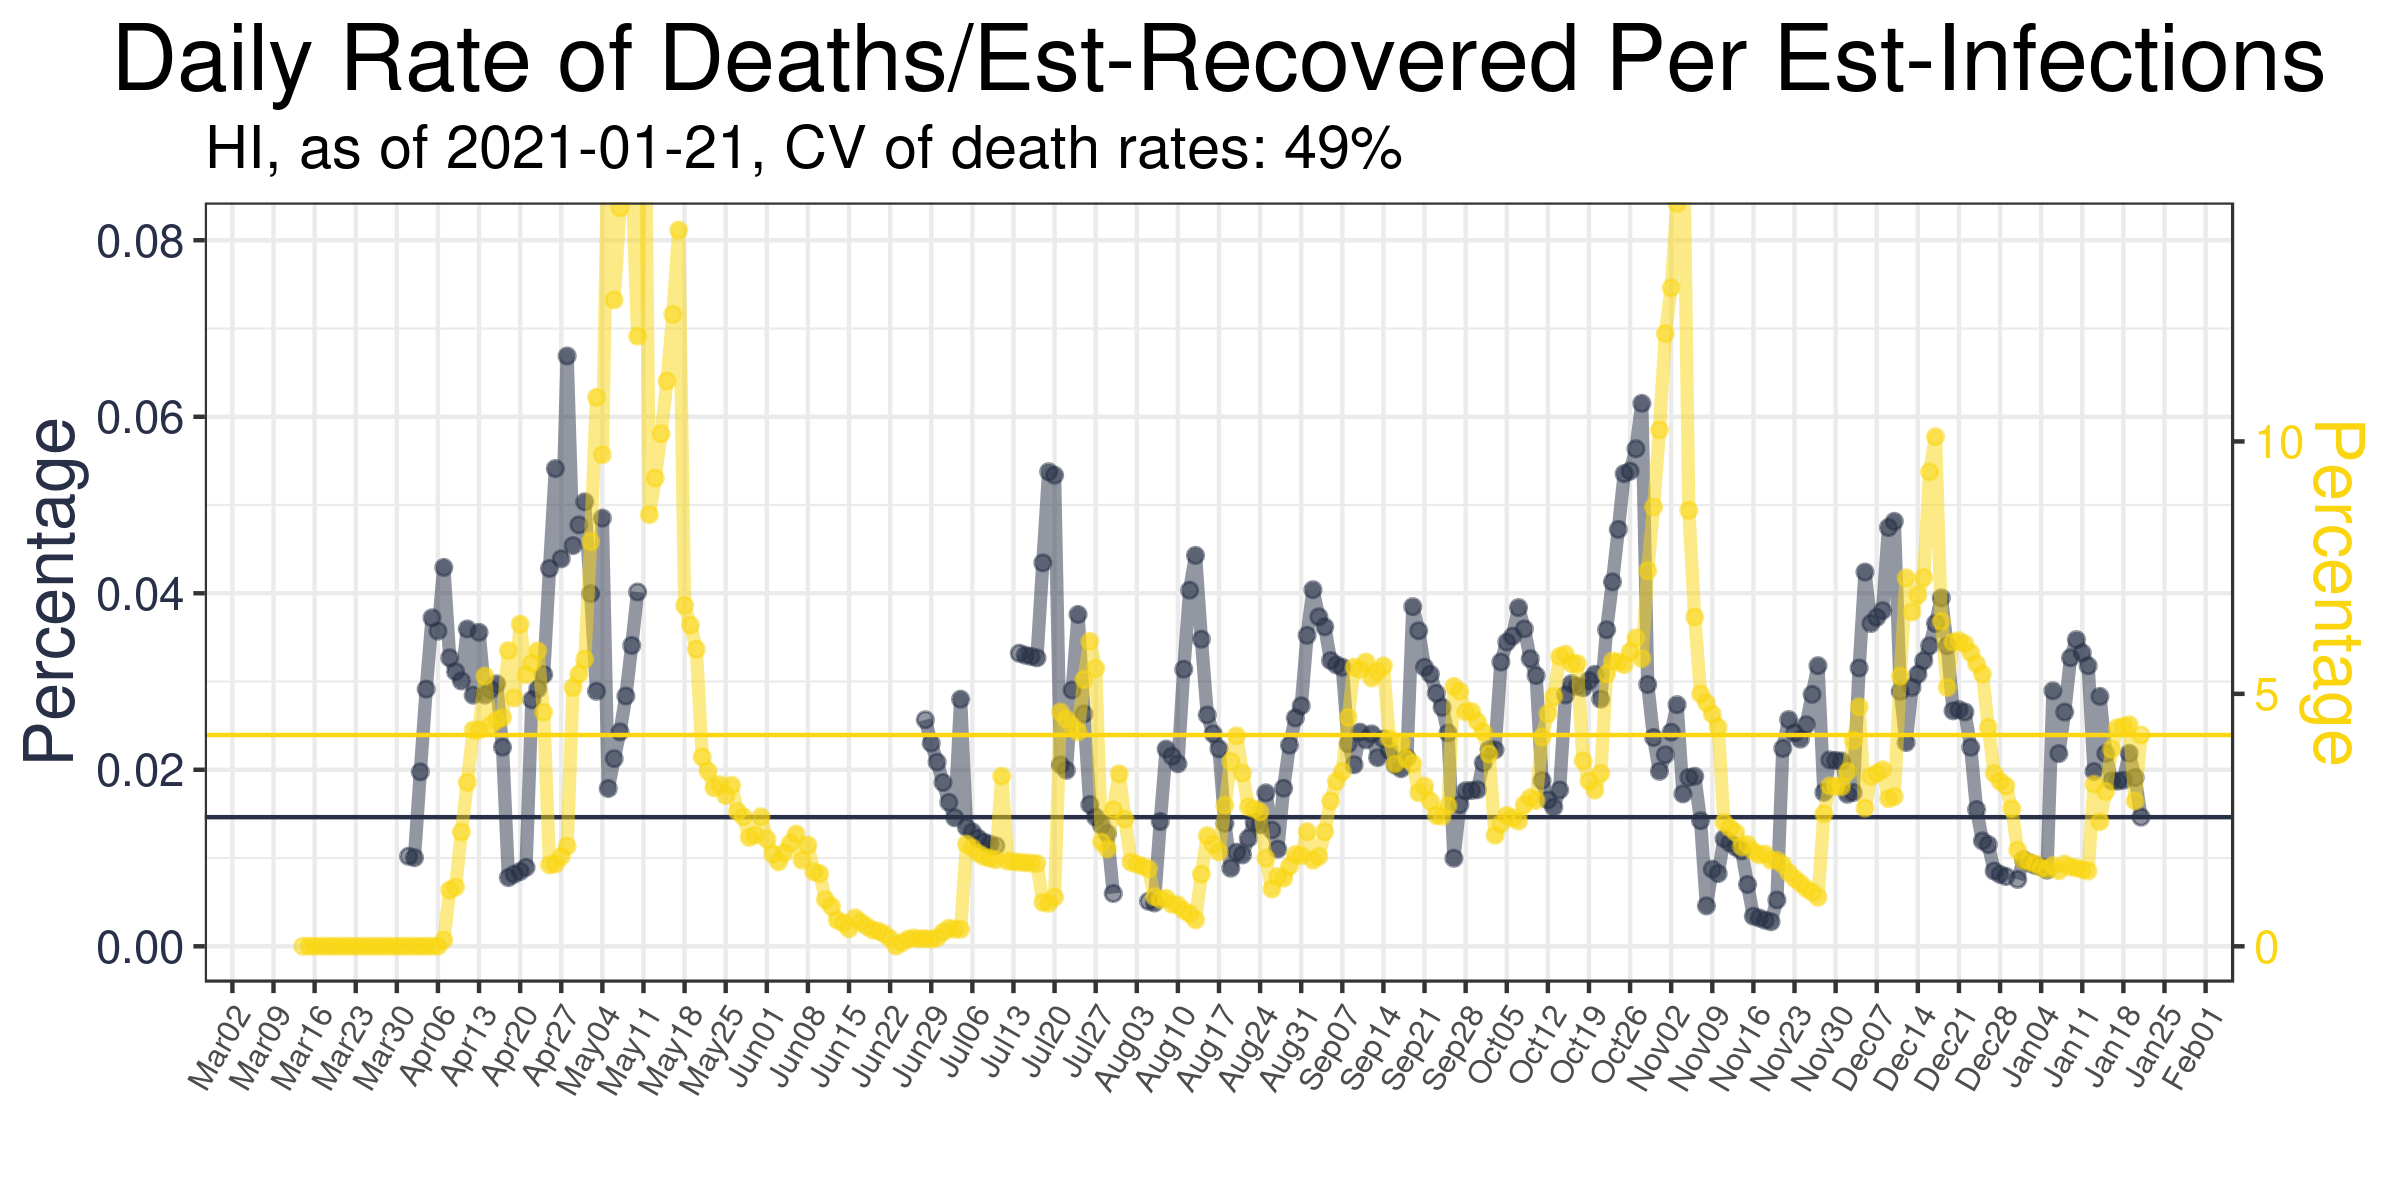 Daily Rate of Deaths/Est-Recovered Per Est-Infections
HI, as of 2021-01-21, CV of death rates: 49%
Percentage
0.08
0.06
0.04
0.02
0.00
10
5
0
Percentage
Mar02
Mar09
Mar16
Mar23
Mar30
Apr06
Apr13
Apr20
Apr27
May04
May11
May18
May25
Jun01
Jun08
Jun15
Jun22
Jun29
Jul06
Jul13
Jul20
Jul27
Aug03
Aug10
Aug17
Aug24
Aug31
Sep07
Sep14
Sep21
Sep28
Oct05
Oct12
Oct19
Oct26
Nov02
Nov09
Nov16
Nov23
Nov30
Dec07
Dec14
Dec21
Dec28
Jan04
Jan11
Jan18
Jan25
Feb01